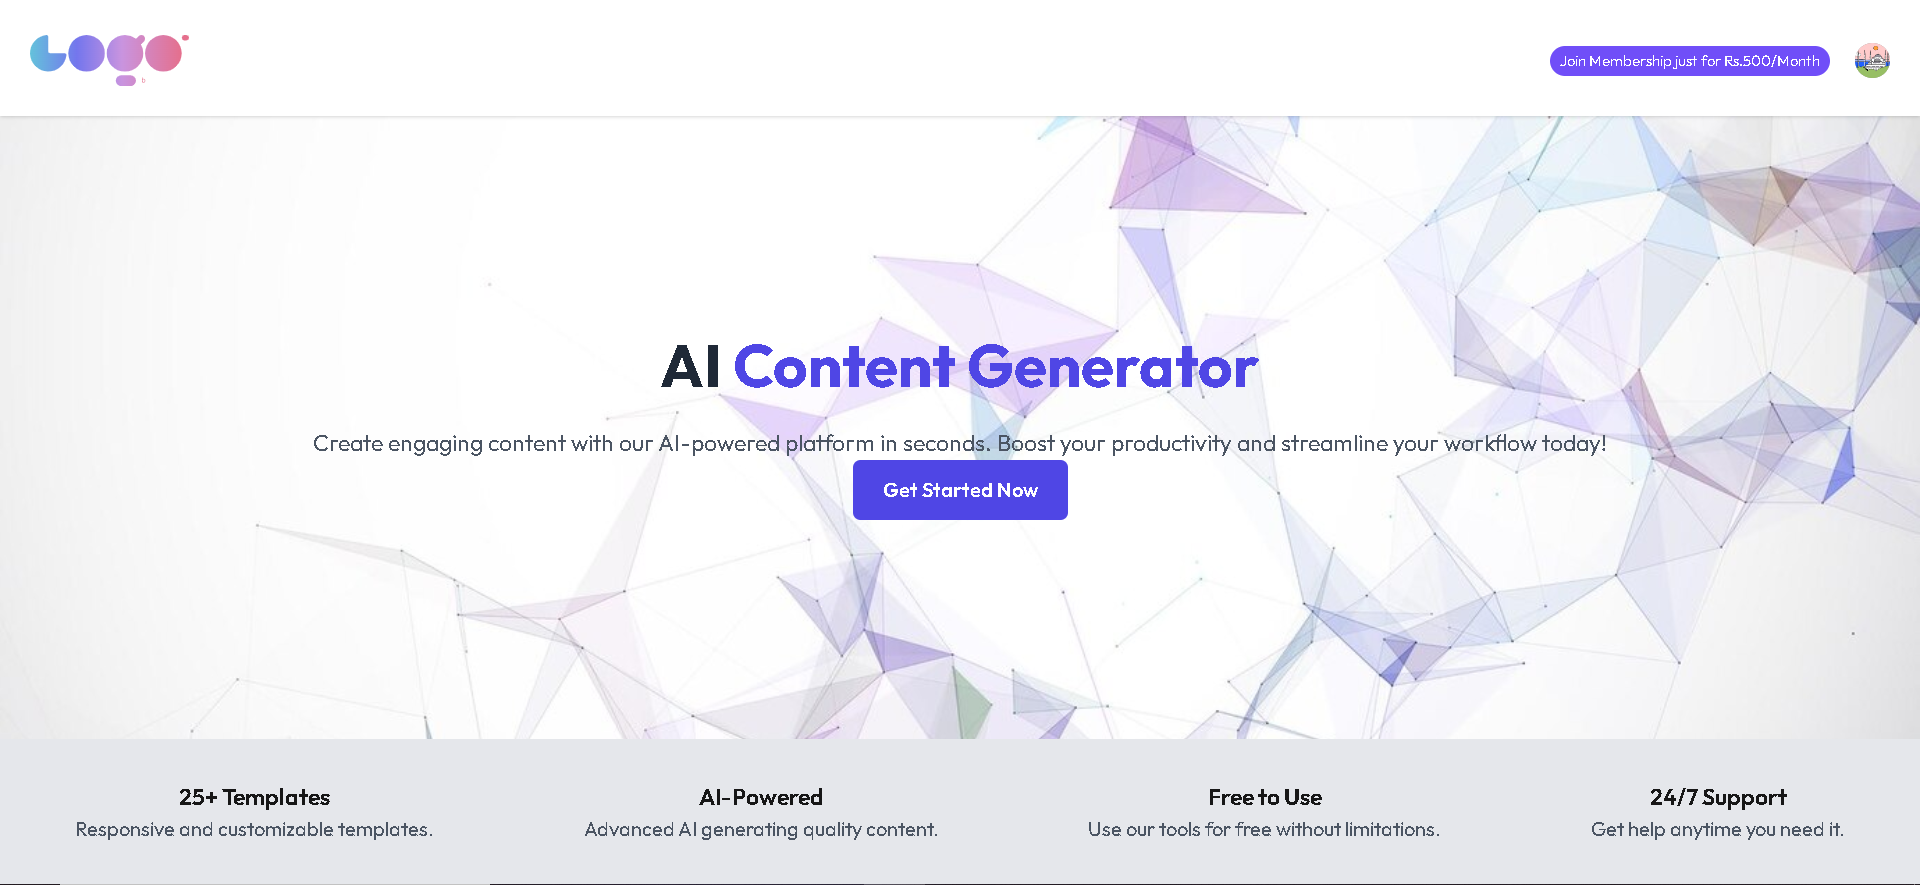 Logo
Join Membership just for Rs.500/Month
AI Content Generator
Create engaging content with our AI-powered platform in seconds. Boost your productivity and streamline your workflow today!
Get Started Now
25+ Templates
Responsive and customizable templates.
AI-Powered
Advanced AI generating quality content.
Free to Use
Use our tools for free without limitations.
24/7 Support
Get help anytime you need it.